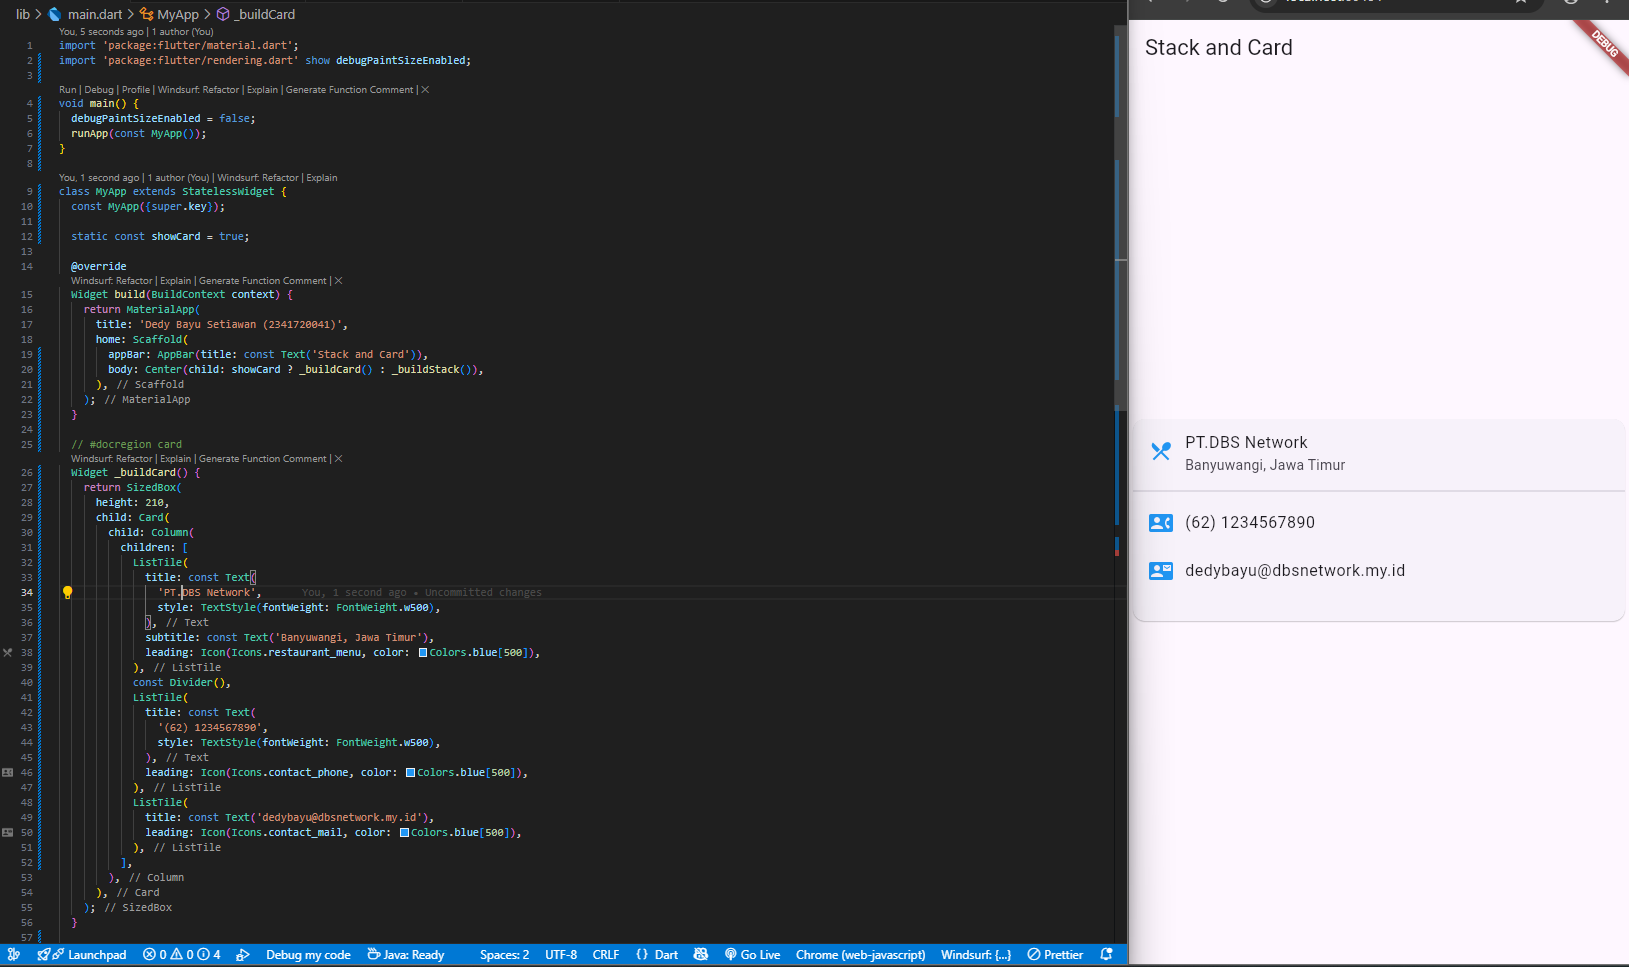 lib > main.dart > MyApp > _buildCard
You, 5 seconds ago | 1 author (You)
1 import 'package:flutter/material.dart';
2 import 'package:flutter/rendering.dart' show debugPaintSizeEnabled;
3
Run | Debug | Profile | Windsurf: Refactor | Explain | Generate Function Comment | ×
4 void main() {
5 debugPaintSizeEnabled = false;
6 runApp(const MyApp());
7 }
8
You, 1 second ago | 1 author (You) | Windsurf: Refactor | Explain
9 class MyApp extends StatelessWidget {
10 const MyApp({super.key});
11
12 static const showCard = true;
13
14 @override
Windsurf: Refactor | Explain | Generate Function Comment | ×
15 Widget build(BuildContext context) {
16 return MaterialApp(
17 title: 'Dedy Bayu Setiawan (2341720041)',
18 home: Scaffold(
19 appBar: AppBar(title: const Text('Stack and Card')),
20 body: Center(child: showCard ? _buildCard() : _buildStack()),
21 ), // Scaffold
22 ); // MaterialApp
23 }
24
25 // #docregion card
Windsurf: Refactor | Explain | Generate Function Comment | ×
26 Widget _buildCard() {
27 return SizedBox(
28 height: 210,
29 child: Card(
30 child: Column(
31 children: [
32 ListTile(
33 title: const Text(
34 'PT.DBS Network', You, 1 second ago • Uncommitted changes
35 style: TextStyle(fontWeight: FontWeight.w500),
36 ), // Text
37 subtitle: const Text('Banyuwangi, Jawa Timur'),
38 leading: Icon(Icons.restaurant_menu, color: Colors.blue[500]),
39 ), // ListTile
40 const Divider(),
41 ListTile(
42 title: const Text(
43 '(62) 1234567890',
44 style: TextStyle(fontWeight: FontWeight.w500),
45 ), // Text
46 leading: Icon(Icons.contact_phone, color: Colors.blue[500]),
47 ), // ListTile
48 ListTile(
49 title: const Text('dedybayu@dbsnetwork.my.id'),
50 leading: Icon(Icons.contact_mail, color: Colors.blue[500]),
51 ), // ListTile
52 ],
53 ), // Column
54 ), // Card
55 ); // SizedBox
56 }
57
Launchpad 0 0 4 Debug my code Java: Ready Spaces: 2 UTF-8 CRLF {} Dart Go Live Chrome (web-javascript) Windsurf: {...} Prettier
Stack and Card
DEBUG
PT.DBS Network
Banyuwangi, Jawa Timur
(62) 1234567890
dedybayu@dbsnetwork.my.id